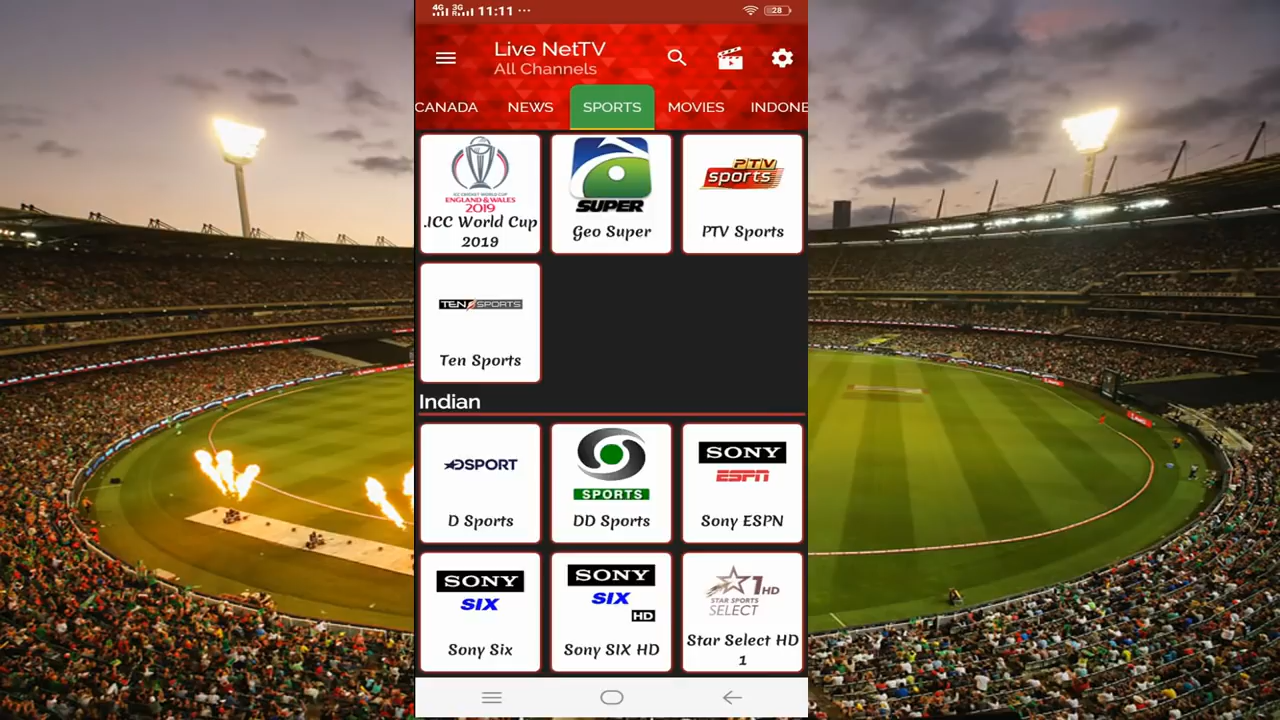 4G 3G R 11:11 ... 28
Live NetTV
All Channels
CANADA NEWS SPORTS MOVIES INDONE
ICC CRICKET WORLD CUP
ENGLAND & WALES
2019
.ICC World Cup
2019
SUPER
Geo Super
PTV
sports
PTV Sports
TEN SPORTS
Ten Sports
Indian
DSPORT
D Sports
SPORTS
DD Sports
SONY
ESPN
Sony ESPN
SONY
SIX
Sony Six
SONY
SIX
HD
Sony SIX HD
1HD
STAR SPORTS
SELECT
Star Select HD
1